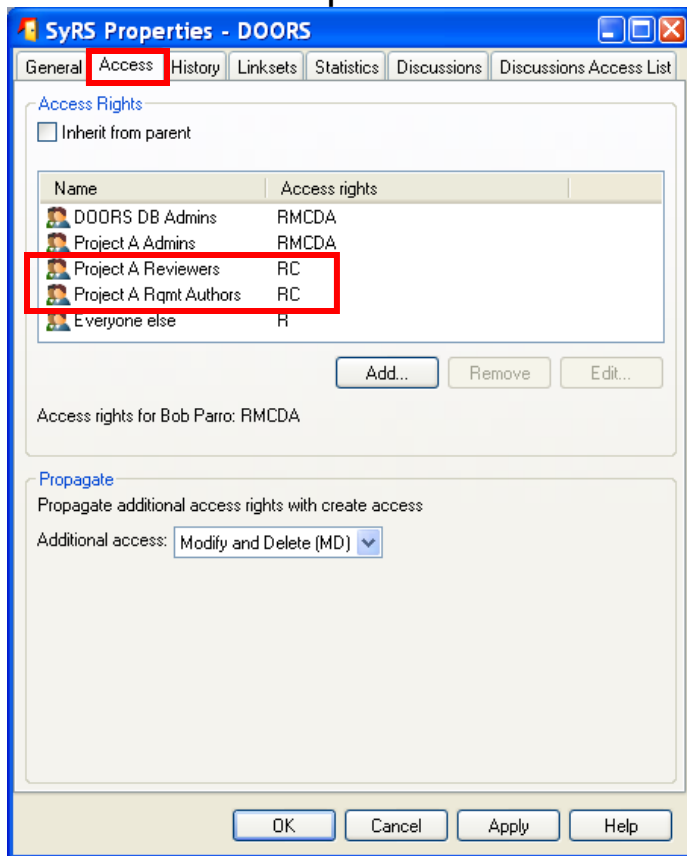 SyRS Properties - DOORS
General Access History Linksets Statistics Discussions Discussions Access List
Access Rights
Inherit from parent
Name Access rights
DOORS DB Admins RMCDA
Project A Admins RMCDA
Project A Reviewers RC
Project A Rqmt Authors RC
Everyone else R
Add... Remove Edit...
Access rights for Bob Parro: RMCDA
Propagate
Propagate additional access rights with create access
Additional access: Modify and Delete (MD)
OK Cancel Apply Help